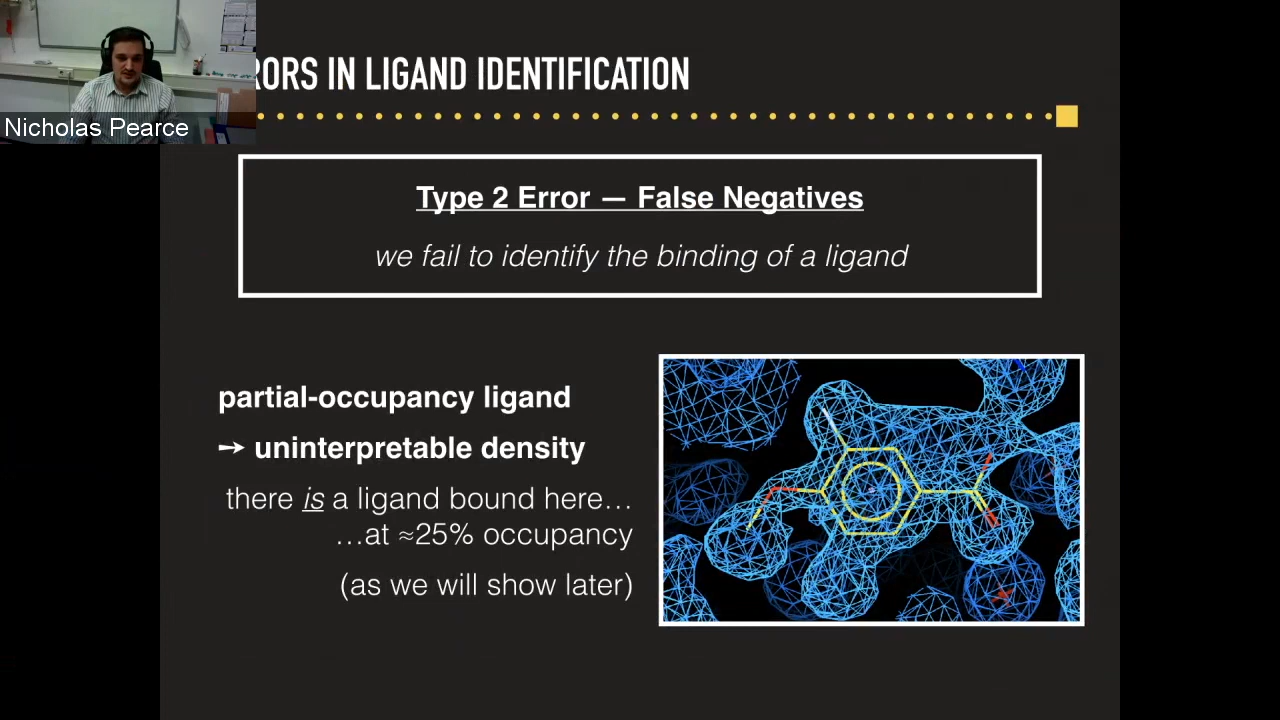 RORS IN LIGAND IDENTIFICATION
Nicholas Pearce
Type 2 Error — False Negatives
we fail to identify the binding of a ligand
partial-occupancy ligand
➙ uninterpretable density
there is a ligand bound here…
…at ≈25% occupancy
(as we will show later)